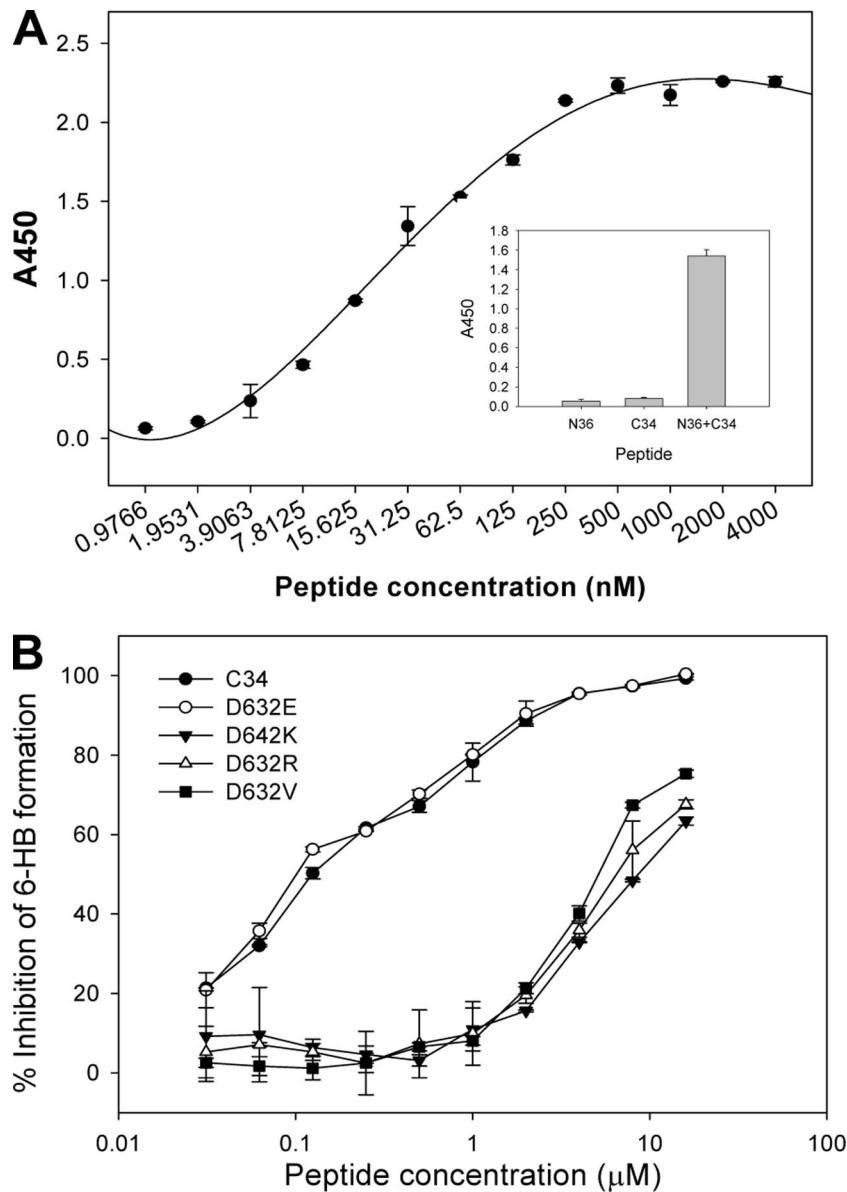 A
A450
2.5
2.0
1.5
1.0
0.5
0.0
0.9766
1.9531
3.9063
7.8125
15.625
31.25
62.5
125
250
500
1000
2000
4000
Peptide concentration (nM)
A450
1.8
1.6
1.4
1.2
1.0
0.8
0.6
0.4
0.2
0.0
N36
C34
N36+C34
Peptide
B
% Inhibition of 6-HB formation
100
80
60
40
20
0
C34
D632E
D642K
D632R
D632V
0.01
0.1
1
10
100
Peptide concentration (μM)